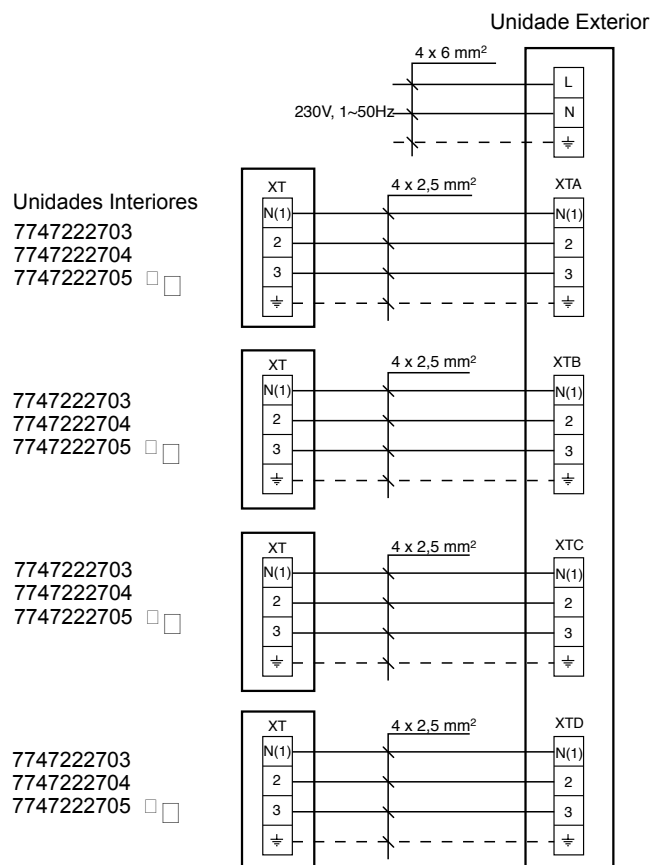 Unidade Exterior
4 x 6 mm²
L
230V, 1~50Hz
N
Unidades Interiores
7747222703
7747222704
7747222705
XT
4 x 2,5 mm²
XTA
N(1)
N(1)
2
2
3
3
7747222703
7747222704
7747222705
XT
4 x 2,5 mm²
XTB
N(1)
N(1)
2
2
3
3
7747222703
7747222704
7747222705
XT
4 x 2,5 mm²
XTC
N(1)
N(1)
2
2
3
3
7747222703
7747222704
7747222705
XT
4 x 2,5 mm²
XTD
N(1)
N(1)
2
2
3
3